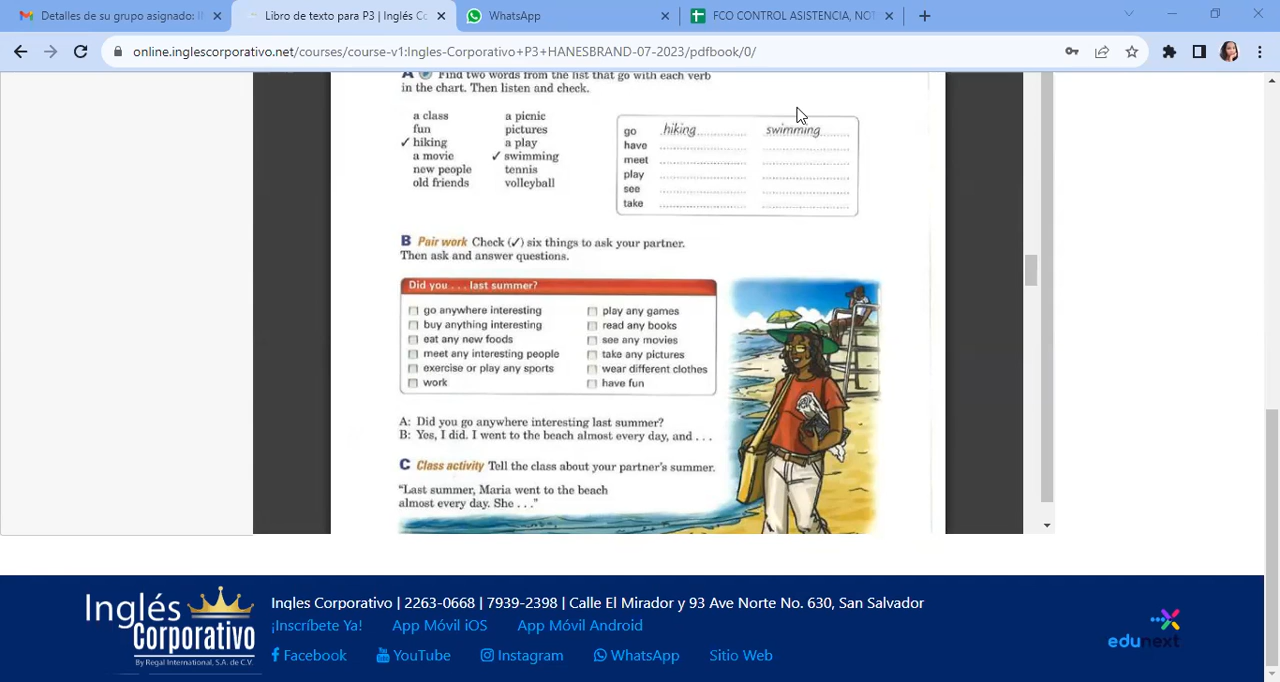 Detalles de su grupo asignado: I
Libro de texto para P3 | Inglés Co
WhatsApp
FCO CONTROL ASISTENCIA, NOT
online.inglescorporativo.net/courses/course-v1:Ingles-Corporativo+P3+HANESBRAND-07-2023/pdfbook/0/
A Find two words from the list that go with each verb
in the chart. Then listen and check.
a class
fun
✓ hiking
a movie
new people
old friends
a picnic
pictures
a play
✓ swimming
tennis
volleyball
go hiking swimming
have
meet
play
see
take
B Pair work Check (✓) six things to ask your partner.
Then ask and answer questions.
Did you . . . last summer?
go anywhere interesting
buy anything interesting
eat any new foods
meet any interesting people
exercise or play any sports
work
play any games
read any books
see any movies
take any pictures
wear different clothes
have fun
A: Did you go anywhere interesting last summer?
B: Yes, I did. I went to the beach almost every day, and . . .
C Class activity Tell the class about your partner's summer.
"Last summer, Maria went to the beach
almost every day. She . . ."
Inglés Corporativo
By Regal International, S.A. de C.V.
Ingles Corporativo | 2263-0668 | 7939-2398 | Calle El Mirador y 93 Ave Norte No. 630, San Salvador
¡Inscríbete Ya! App Móvil iOS App Móvil Android
Facebook YouTube Instagram WhatsApp Sitio Web
edunext